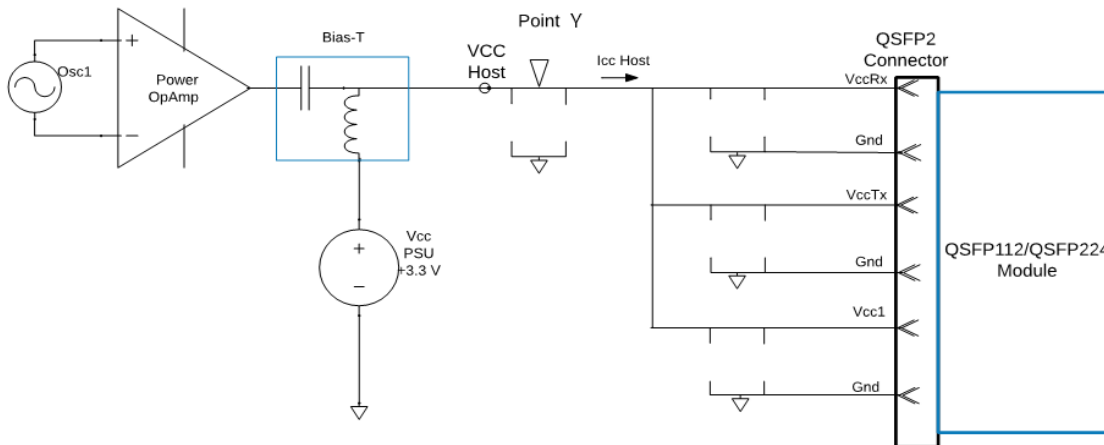 Point Y
QSFP2
Connector
Bias-T
VCC
Host
Icc Host
Osc1
+
Power
OpAmp
−
VccRx
Gnd
VccTx
Gnd
+
Vcc
PSU
+3.3 V
−
QSFP112/QSFP224
Module
Vcc1
Gnd